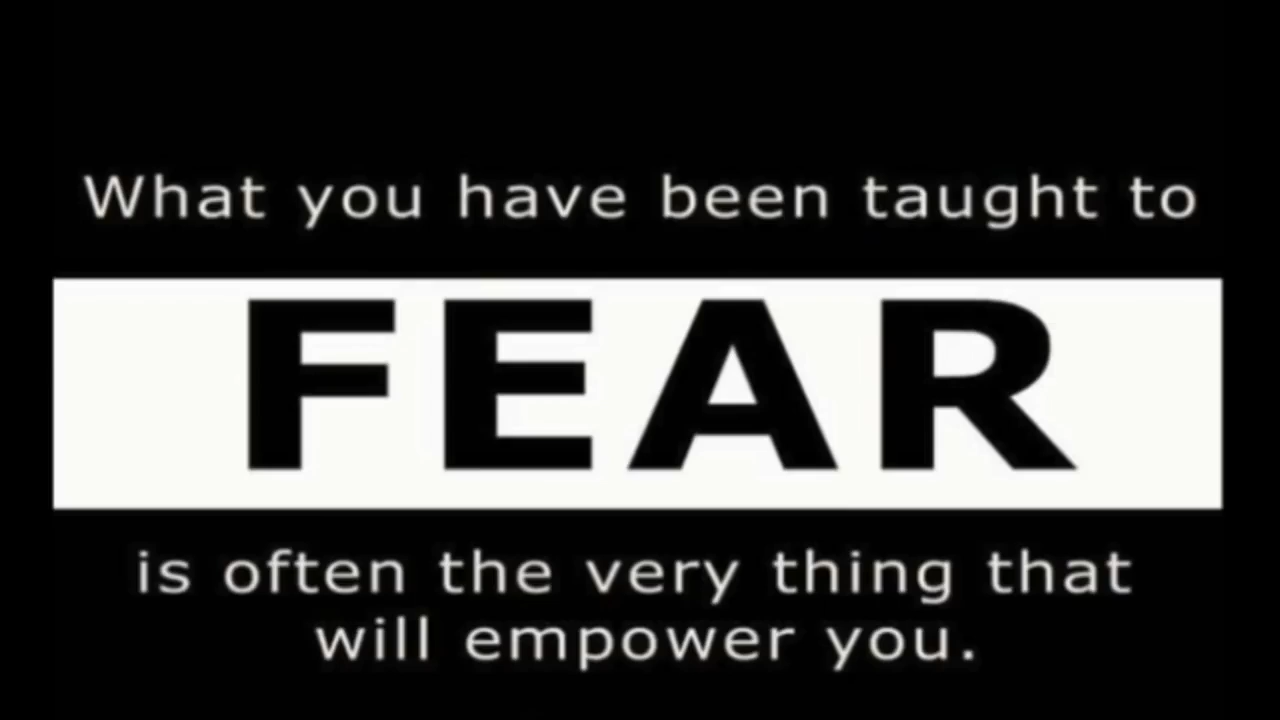 What you have been taught to
FEAR
is often the very thing that
will empower you.